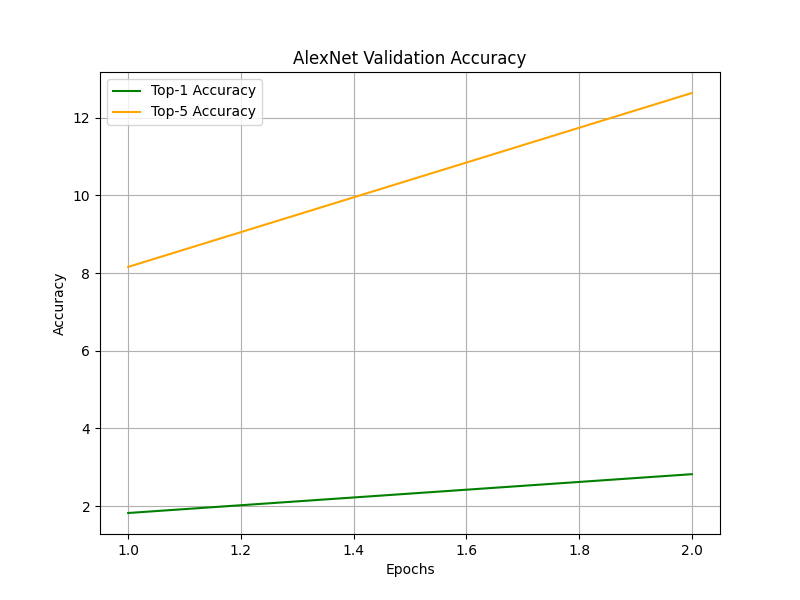 AlexNet Validation Accuracy
Top-1 Accuracy
Top-5 Accuracy
12
10
8
6
4
2
Accuracy
1.0 1.2 1.4 1.6 1.8 2.0
Epochs